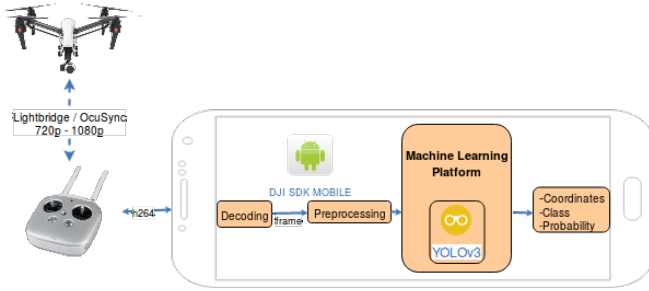 Lightbridge / OcuSync
720p - 1080p
h264
DJI SDK MOBILE
Decoding
frame
Preprocessing
Machine Learning
Platform
YOLOv3
-Coordinates
-Class
-Probability